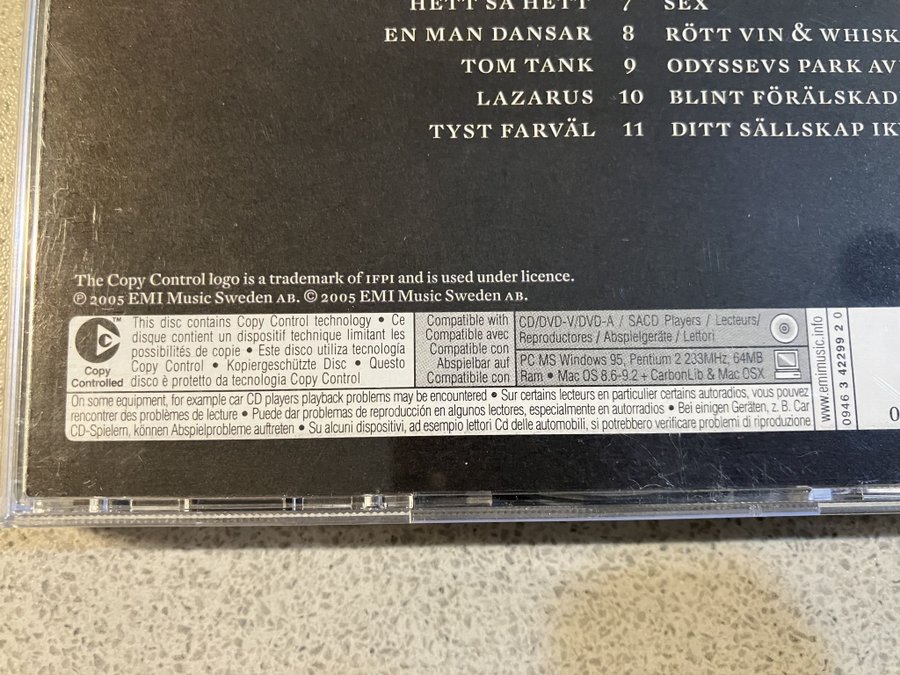 HETT SÅ HETT 7 SEX
EN MAN DANSAR 8 RÖTT VIN & WHISK
TOM TANK 9 ODYSSEVS PARK AV
LAZARUS 10 BLINT FÖRÄLSKAD
TYST FARVÄL 11 DITT SÄLLSKAP IK
The Copy Control logo is a trademark of IFPI and is used under licence.
℗ 2005 EMI Music Sweden AB. © 2005 EMI Music Sweden AB.
TM
Copy
Controlled
This disc contains Copy Control technology • Ce
disque contient un dispositif technique limitant les
possibilités de copie • Este disco utiliza tecnologia
Copy Control • Kopiergeschützte Disc • Questo
disco è protetto da tecnologia Copy Control
Compatible with
Compatible avec
Compatible con
Abspielbar auf
Compatibile con
CD/DVD-V/DVD-A / SACD Players / Lecteurs/
Reproductores / Abspielgeräte / Lettori
PC MS Windows 95, Pentium 2 233MHz, 64MB
Ram • Mac OS 8.6-9.2 + CarbonLib & Mac OSX
On some equipment, for example car CD players playback problems may be encountered • Sur certains lecteurs en particulier certains autoradios, vous pouvez
rencontrer des problèmes de lecture • Puede dar problemas de reproducción en algunos lectores, especialmente en autorradios • Bei einigen Geräten, z. B. Car
CD-Spielern, können Abspielprobleme auftreten • Su alcuni dispositivi, ad esempio lettori Cd delle automobili, si potrebbero verificare problemi di riproduzione
www.emimusic.info
0946 3 42299 2 0
0